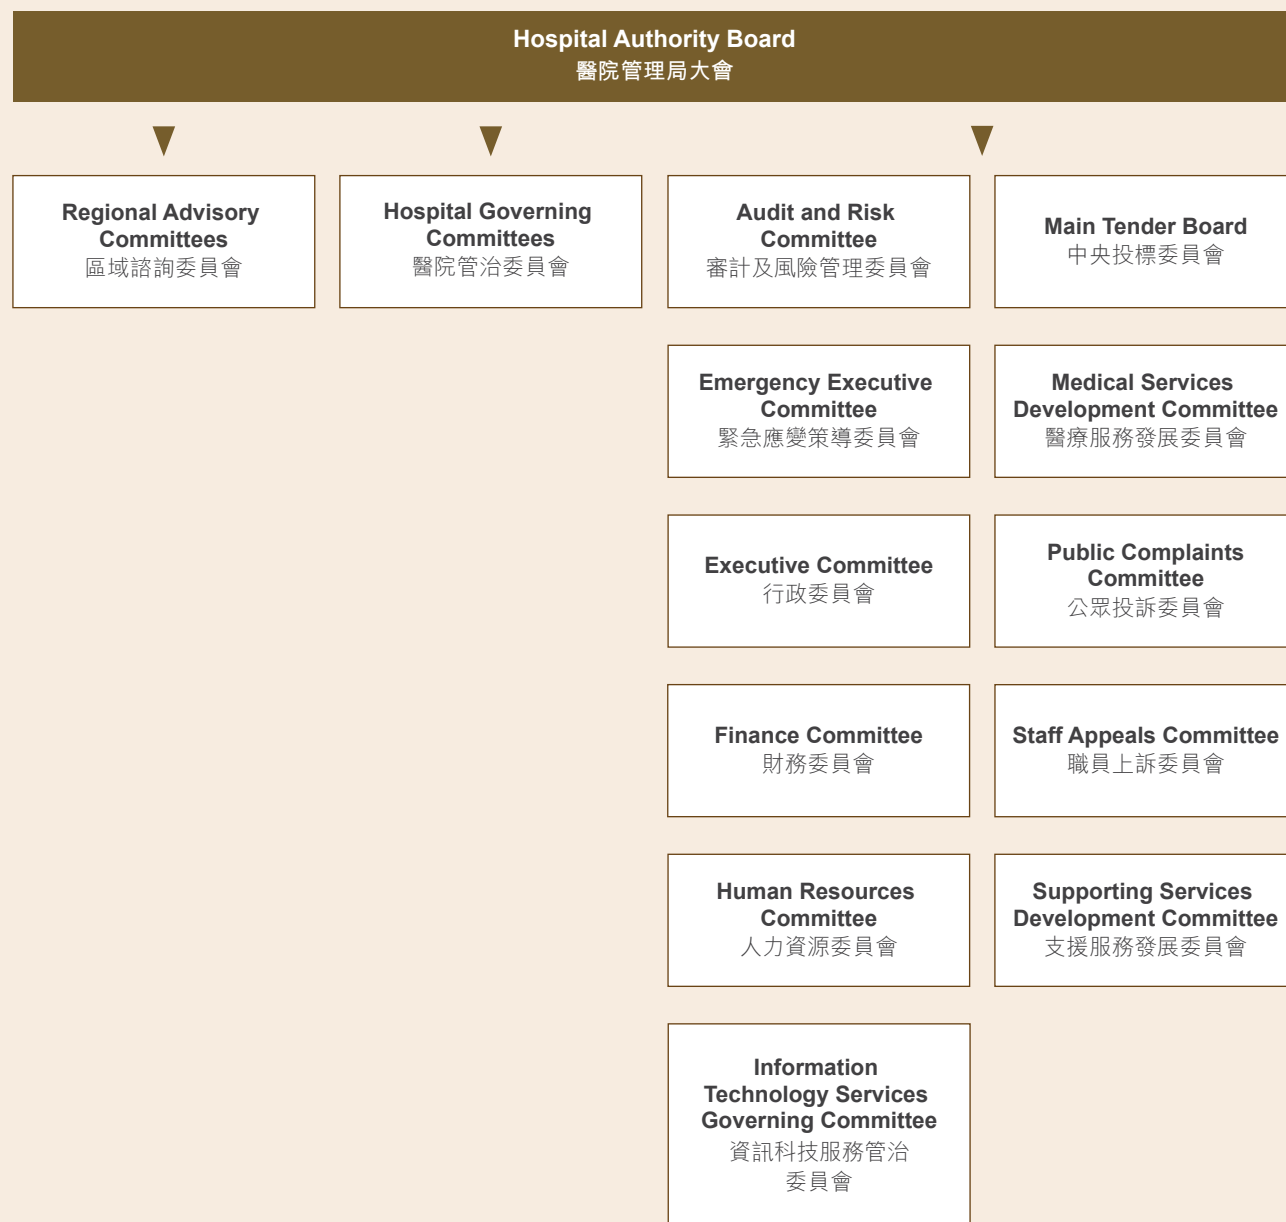 Hospital Authority Board
醫院管理局大會
Regional Advisory
Committees
區域諮詢委員會
Hospital Governing
Committees
醫院管治委員會
Audit and Risk
Committee
審計及風險管理委員會
Main Tender Board
中央投標委員會
Emergency Executive
Committee
緊急應變策導委員會
Medical Services
Development Committee
醫療服務發展委員會
Executive Committee
行政委員會
Public Complaints
Committee
公眾投訴委員會
Finance Committee
財務委員會
Staff Appeals Committee
職員上訴委員會
Human Resources
Committee
人力資源委員會
Supporting Services
Development Committee
支援服務發展委員會
Information
Technology Services
Governing Committee
資訊科技服務管治
委員會